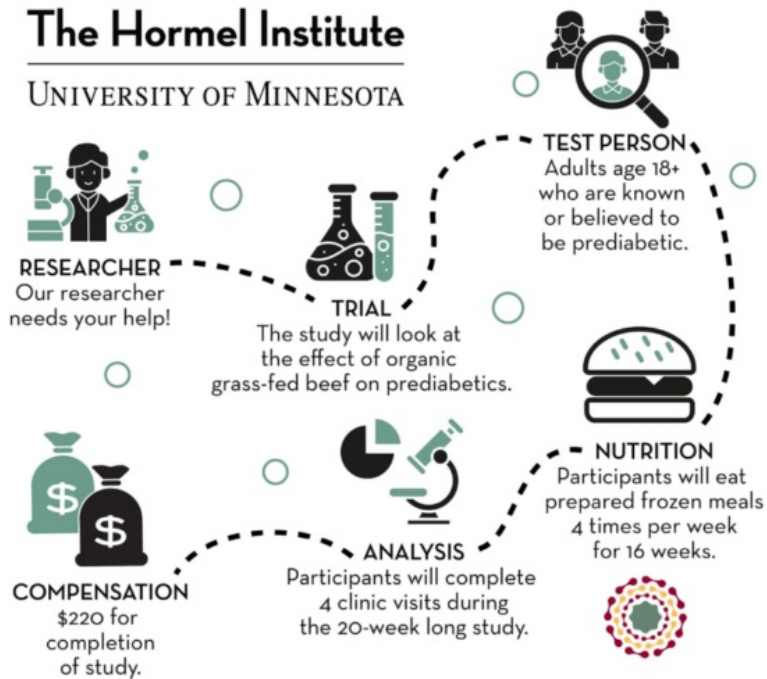 The Hormel Institute
UNIVERSITY OF MINNESOTA
RESEARCHER
Our researcher
needs your help!
TRIAL
The study will look at
the effect of organic
grass-fed beef on prediabetics.
TEST PERSON
Adults age 18+
who are known
or believed to
be prediabetic.
NUTRITION
Participants will eat
prepared frozen meals
4 times per week
for 16 weeks.
ANALYSIS
Participants will complete
4 clinic visits during
the 20-week long study.
$
$
COMPENSATION
$220 for
completion
of study.